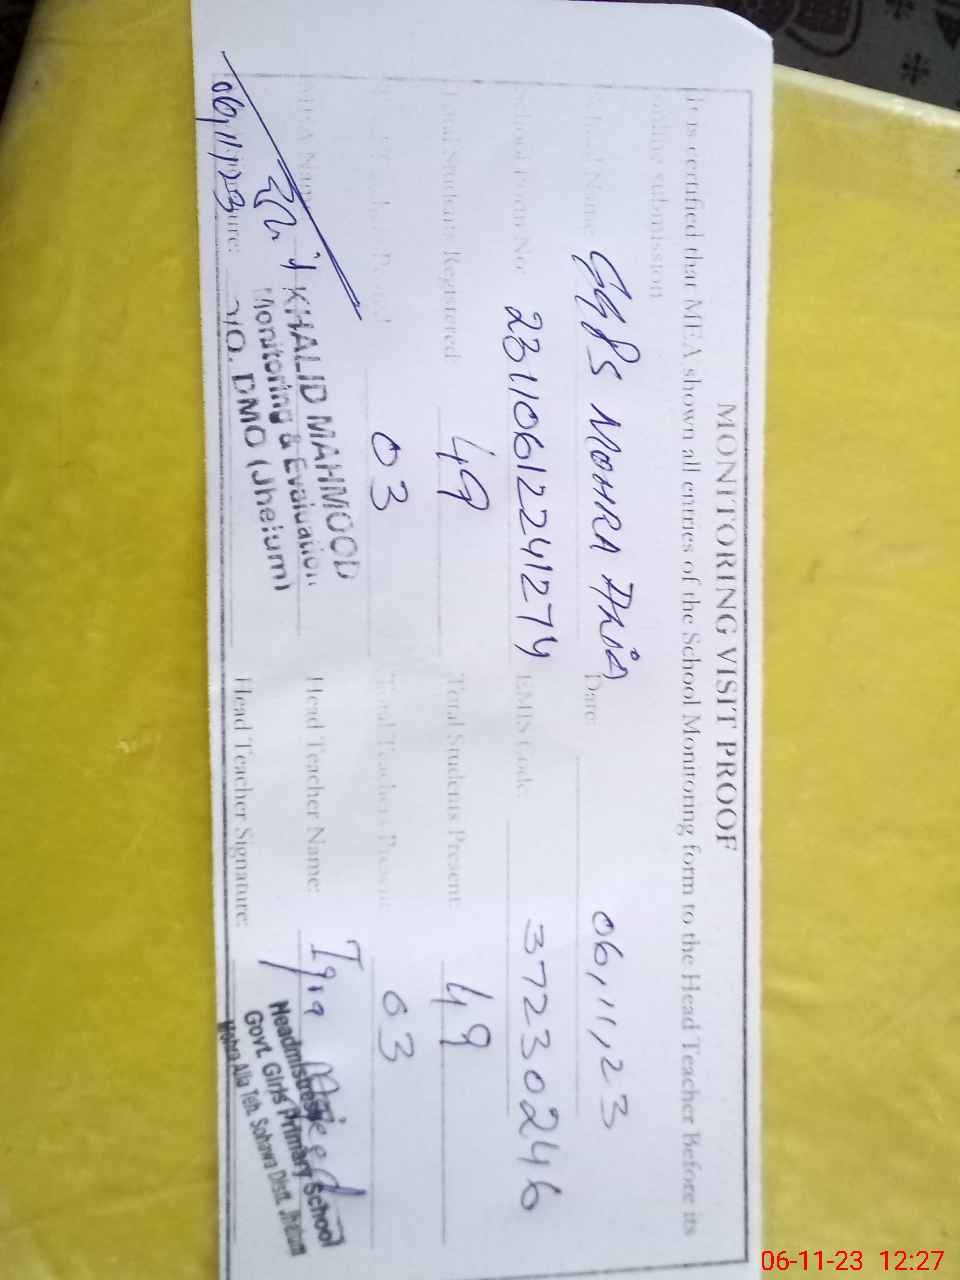 MONITORING VISIT PROOF
It is certified that MEA shown all entries of the School Monitoring form to the Head Teacher Before its
online submission
School Name: GGPS MOHRA Date: 06,11,23
School Form No: EMIS Code: 37230246
Total Students Registered: 49 Total Students Present: 49
03 Total Teachers Present: 03
MEA Name: KHALID MAHMOOD Head Teacher Name:
Monitoring & Evaluation
O. DMO (Jhelum) Head Teacher Signature:
06/11/23
Headmistress
Govt. Girls Primary School
Mohra Alia Teh. Sohawa Distt. Jhelum
06-11-23 12:27